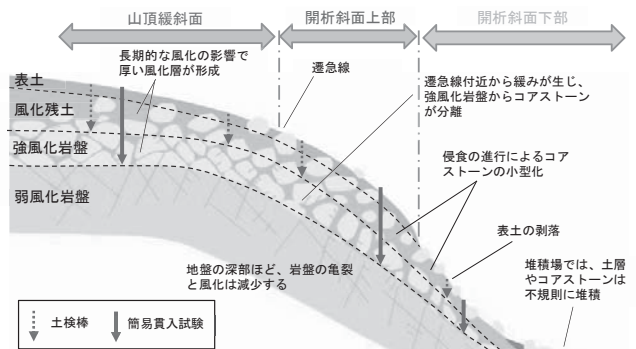 山頂緩斜面
開析斜面上部
開析斜面下部
長期的な風化の影響で
厚い風化層が形成
遷急線
表土
風化残土
強風化岩盤
弱風化岩盤
遷急線付近から緩みが生じ、
強風化岩盤からコアストーン
が分離
侵食の進行によるコア
ストーンの小型化
表土の剥落
地盤の深部ほど、岩盤の亀裂
と風化は減少する
堆積場では、土層
やコアストーンは
不規則に堆積
土検棒
簡易貫入試験